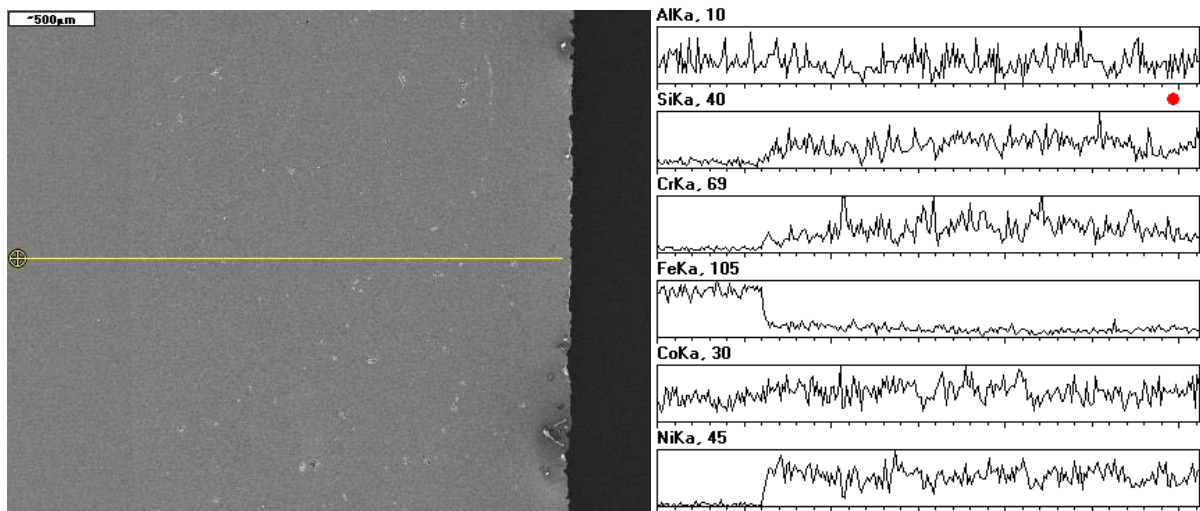 ~500µm
AlKa, 10
SiKa, 40
CrKa, 69
FeKa, 105
CoKa, 30
NiKa, 45